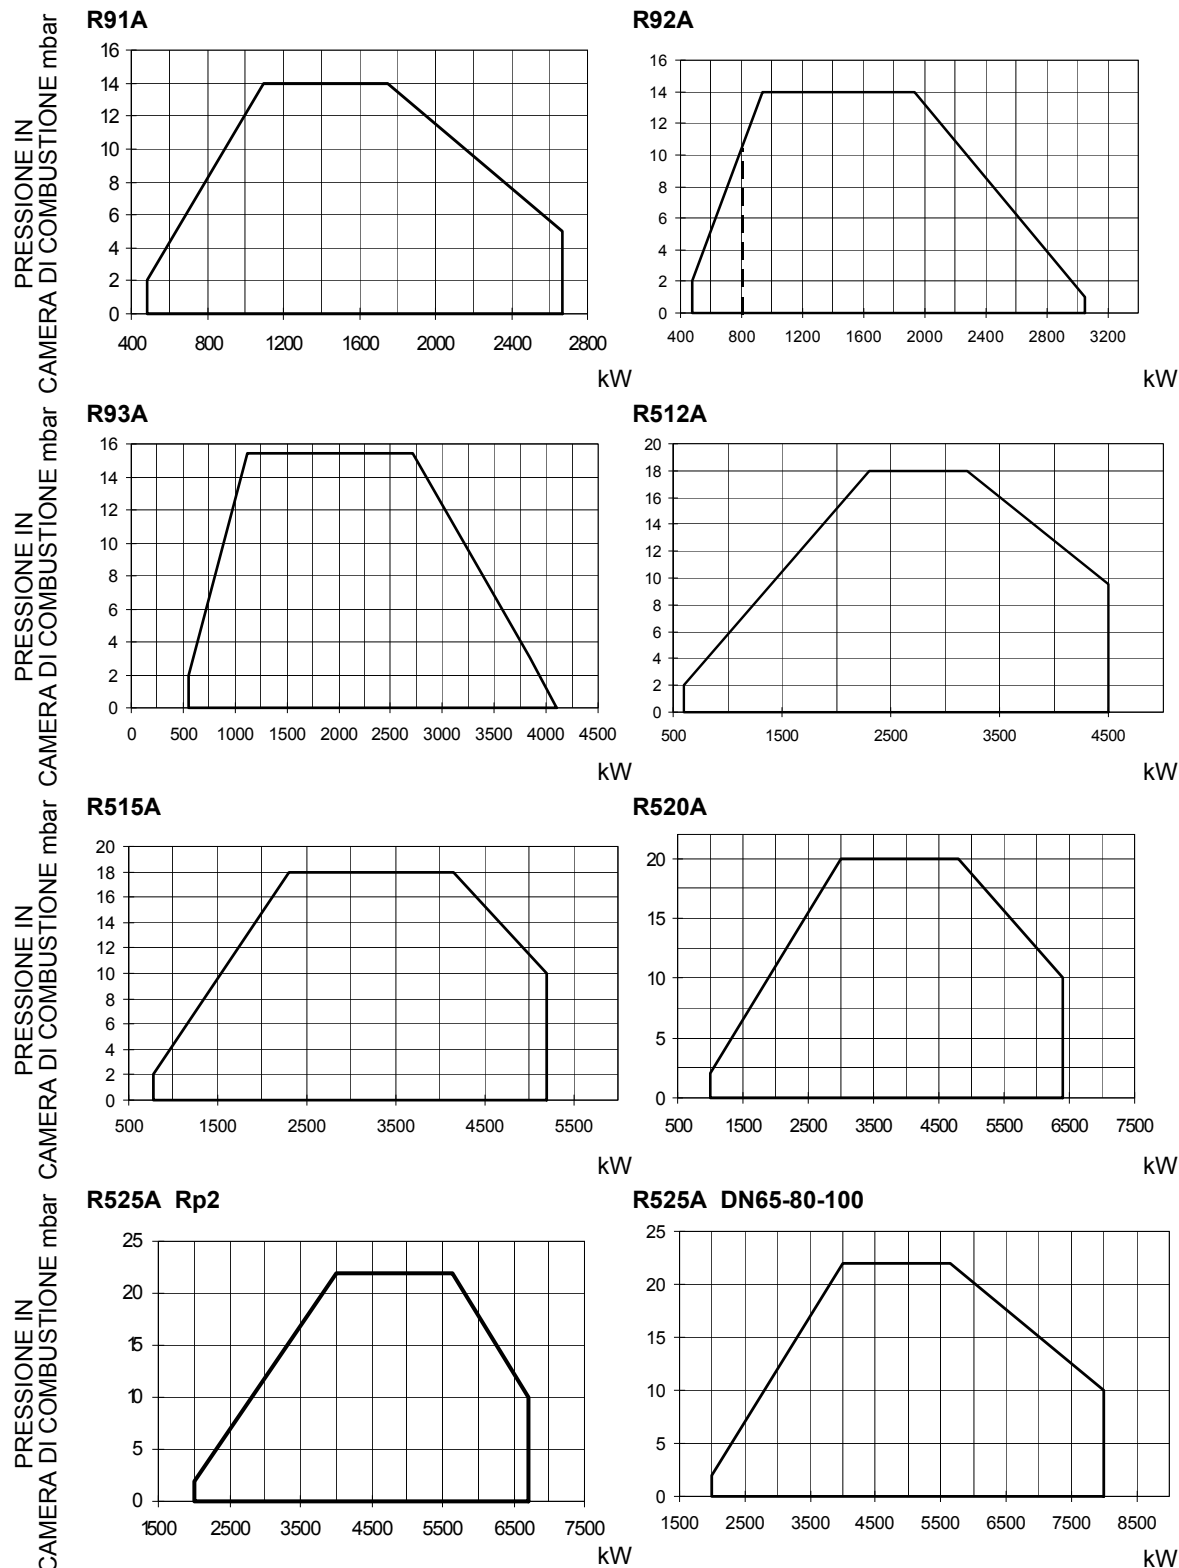 R91A
R92A
PRESSIONE IN
CAMERA DI COMBUSTIONE mbar
16
14
12
10
8
6
4
2
0
400 800 1200 1600 2000 2400 2800
kW
16
14
12
10
8
6
4
2
0
400 800 1200 1600 2000 2400 2800 3200
kW
R93A
R512A
PRESSIONE IN
CAMERA DI COMBUSTIONE mbar
16
14
12
10
8
6
4
2
0
0 500 1000 1500 2000 2500 3000 3500 4000 4500
kW
20
18
16
14
12
10
8
6
4
2
0
500 1500 2500 3500 4500
kW
R515A
R520A
PRESSIONE IN
CAMERA DI COMBUSTIONE mbar
20
18
16
14
12
10
8
6
4
2
0
500 1500 2500 3500 4500 5500
kW
20
15
10
5
0
500 1500 2500 3500 4500 5500 6500 7500
kW
R525A Rp2
R525A DN65-80-100
PRESSIONE IN
CAMERA DI COMBUSTIONE mbar
25
20
15
10
5
0
1500 2500 3500 4500 5500 6500 7500
kW
25
20
15
10
5
0
1500 2500 3500 4500 5500 6500 7500 8500
kW